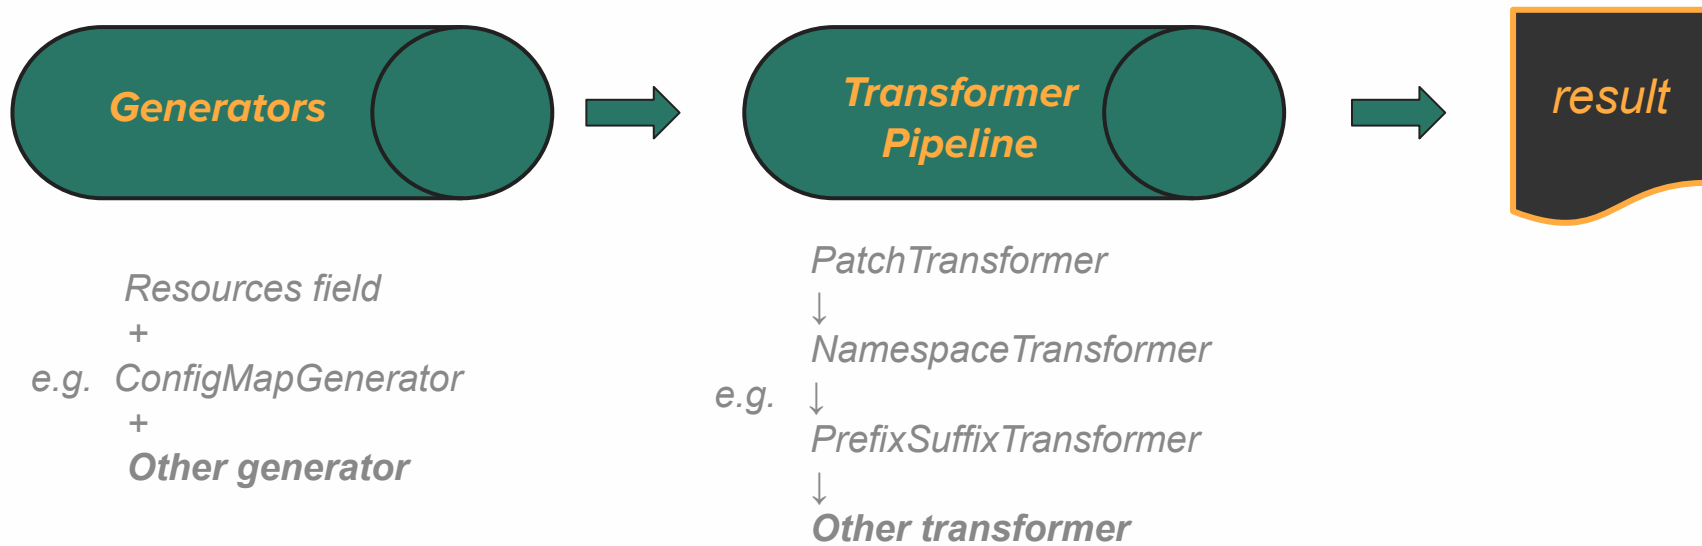 Generators
Transformer
Pipeline
result
Resources field
+
e.g. ConfigMapGenerator
+
Other generator
PatchTransformer
↓
NamespaceTransformer
e.g. ↓
PrefixSuffixTransformer
↓
Other transformer